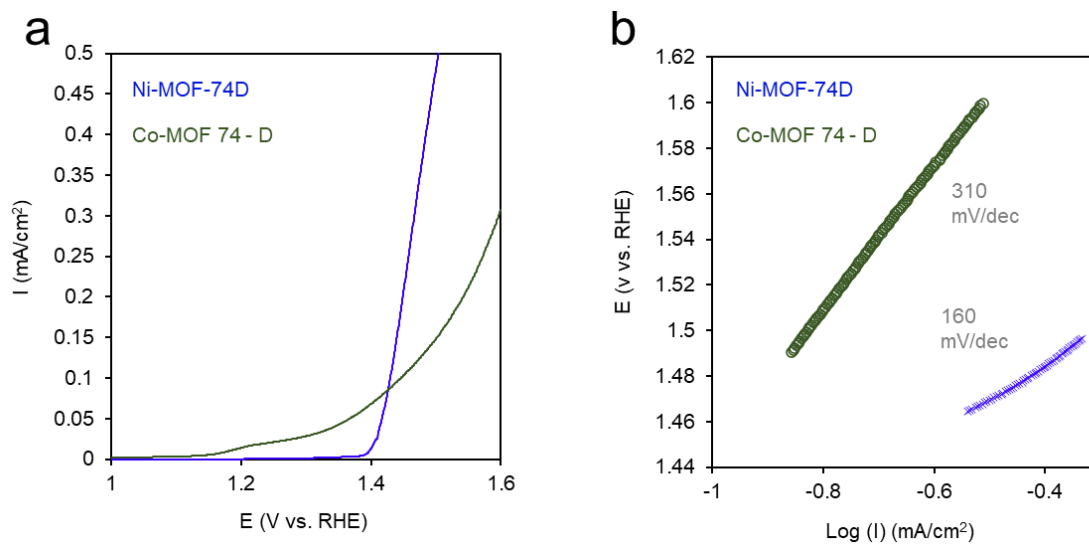 a
0.5
0.45
0.4
0.35
0.3
0.25
0.2
0.15
0.1
0.05
0
I (mA/cm²)
Ni-MOF-74D
Co-MOF 74 - D
1
1.2
1.4
1.6
E (V vs. RHE)
b
1.62
1.6
1.58
1.56
1.54
1.52
1.5
1.48
1.46
1.44
E (v vs. RHE)
Ni-MOF-74D
Co-MOF 74 - D
310
mV/dec
160
mV/dec
-1
-0.8
-0.6
-0.4
Log (I) (mA/cm²)